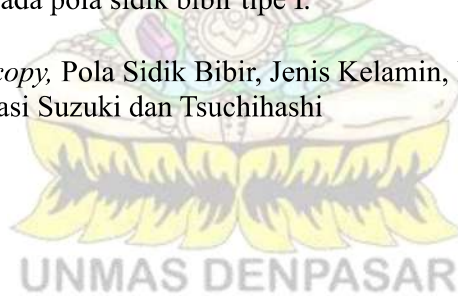 ada pola sidik bibir tipe I.
copy, Pola Sidik Bibir, Jenis Kelamin,
asi Suzuki dan Tsuchihashi
UNMAS DENPASAR